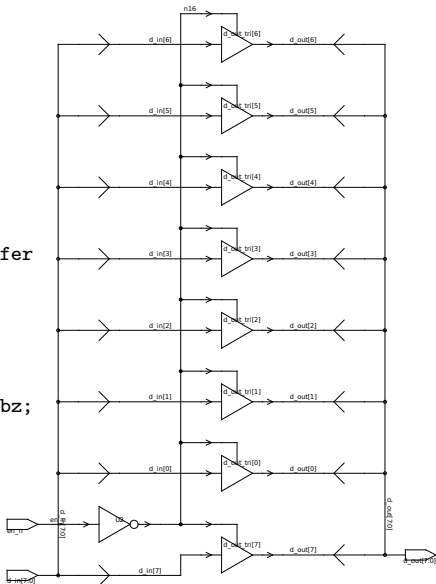 n16
d_out_tri[6]
d_in[6]
d_out[6]
d_out_tri[5]
d_in[5]
d_out[5]
d_out_tri[4]
d_in[4]
d_out[4]
fer
d_out_tri[3]
d_in[3]
d_out[3]
d_out_tri[2]
d_in[2]
d_out[2]
bz;
d_out_tri[1]
d_in[1]
d_out[1]
d_out_tri[0]
d_in[0]
d_out[0]
en_n
d_in[7:0]
U2
d_out[7:0]
en_n
d_out_tri[7]
d_out[7]
d_out[7:0]
d_in[7]
d_in[7:0]